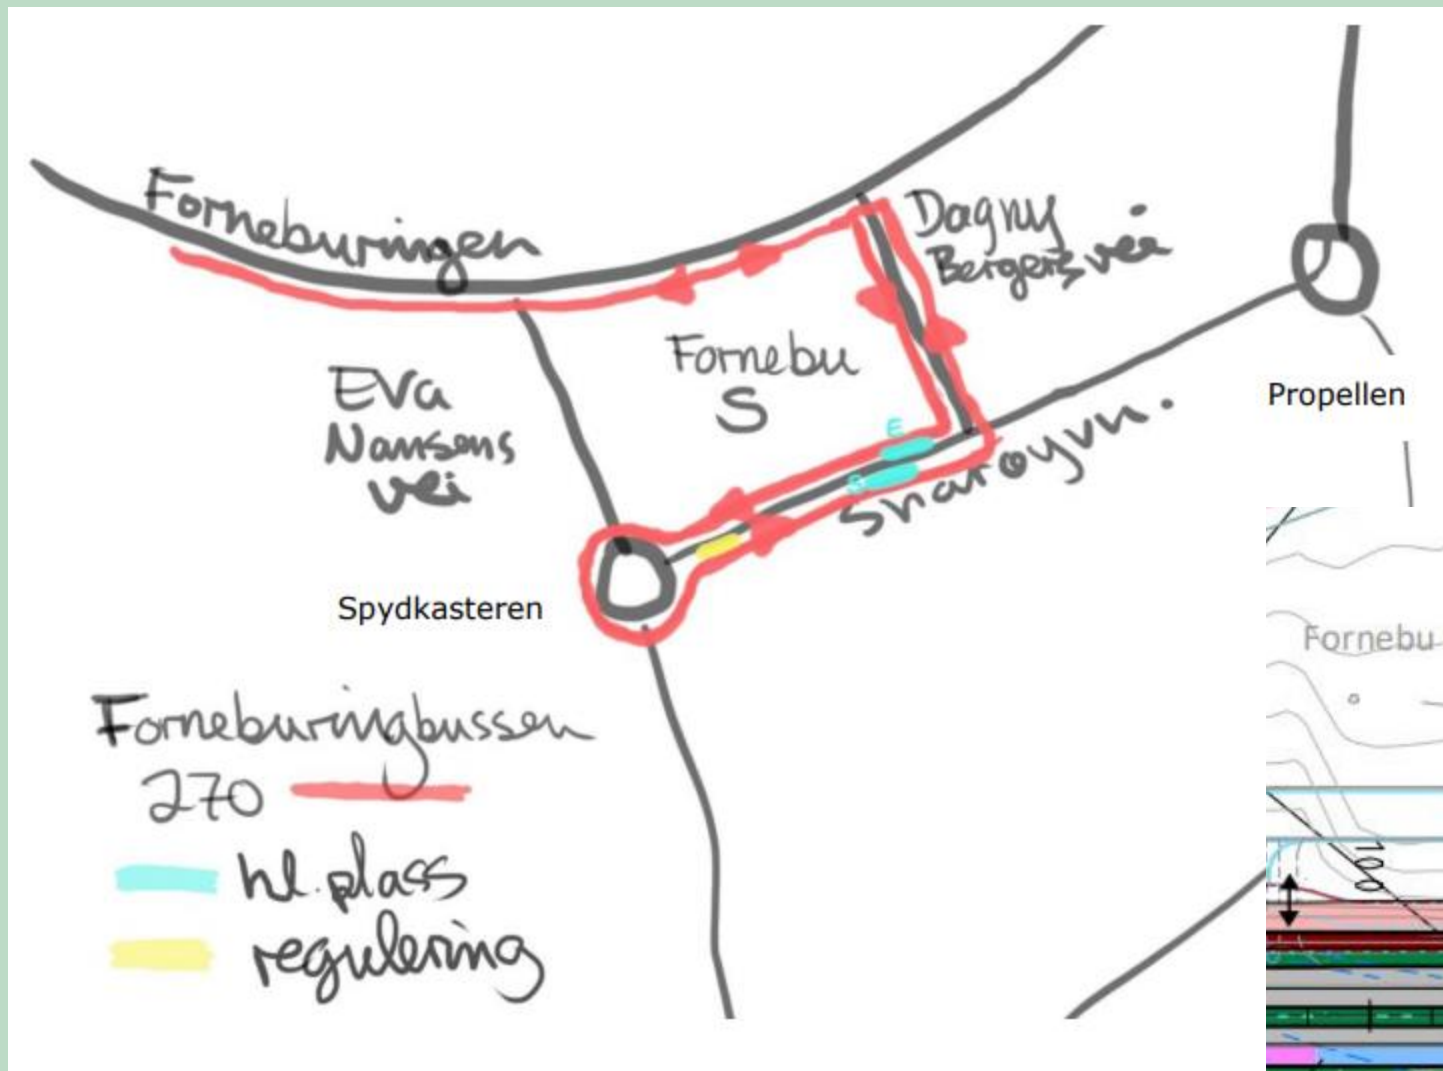 Forneburingen
Dagny
Bergers vei
Fornebu
S
Eva
Nansens
vei
Propellen
E
S
Snarøyvn.
Spydkasteren
Fornebu
Forneburingbussen
270
hl. plass
regulering
100